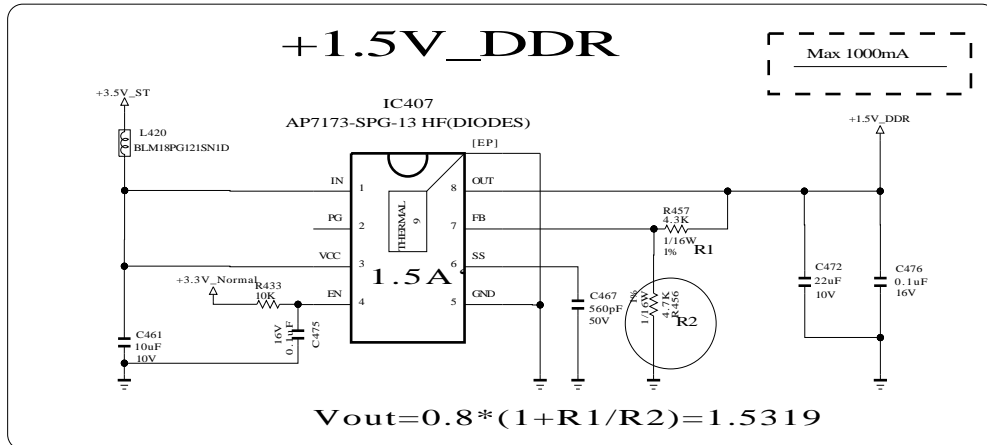 +1.5V_DDR
Max 1000mA
+3.5V_ST
IC407
AP7173-SPG-13 HF(DIODES)
+1.5V_DDR
L420
BLM18PG121SN1D
[EP]
IN
1
8
OUT
THERMAL
9
R457
4.3K
1/16W
1%
R1
PG
2
7
FB
VCC
3
6
SS
1.5A
+3.3V_Normal
R433
10K
EN
4
5
GND
C467
560pF
50V
1%
1/16W
4.7K
R456
R2
C472
22uF
10V
C476
0.1uF
16V
C461
10uF
10V
16V
0.1uF
C475
Vout=0.8*(1+R1/R2)=1.5319